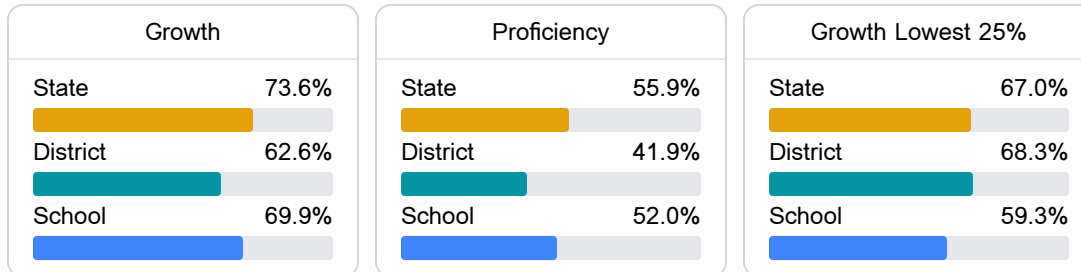 Growth
State 73.6%
District 62.6%
School 69.9%
Proficiency
State 55.9%
District 41.9%
School 52.0%
Growth Lowest 25%
State 67.0%
District 68.3%
School 59.3%